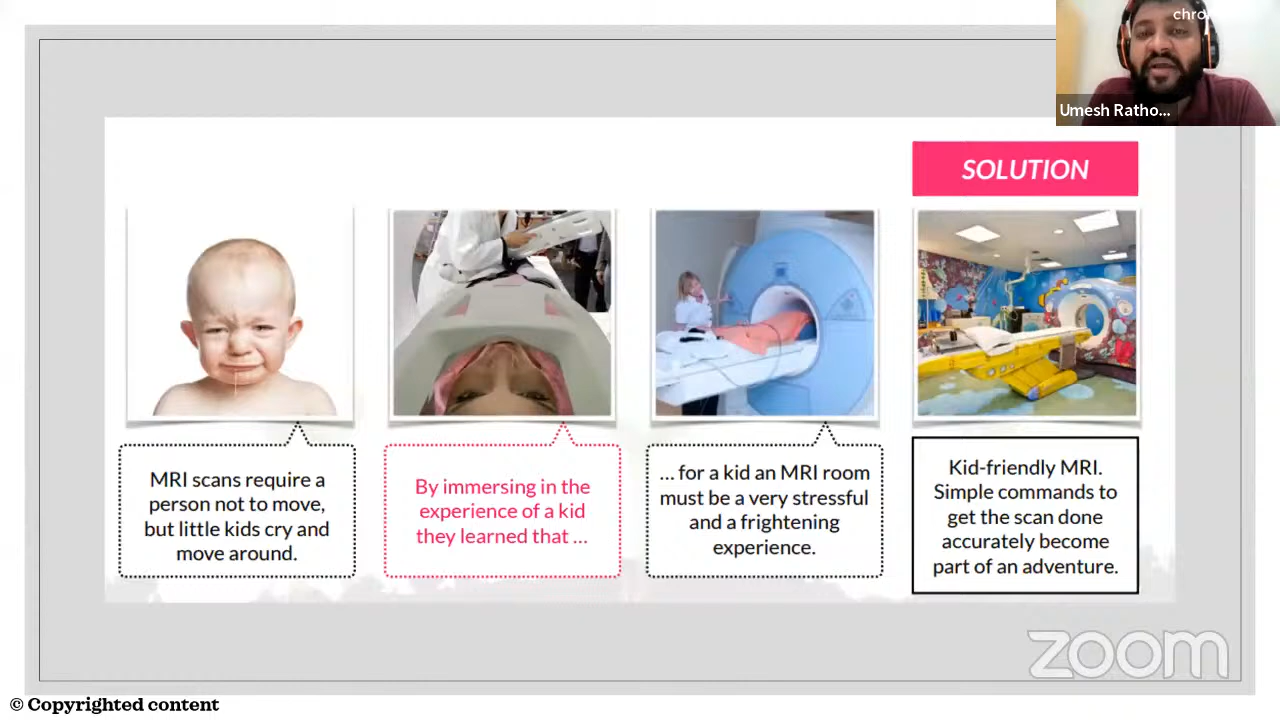 chro
Umesh Ratho...
SOLUTION
MRI scans require a
person not to move,
but little kids cry and
move around.
By immersing in the
experience of a kid
they learned that ...
... for a kid an MRI room
must be a very stressful
and a frightening
experience.
Kid-friendly MRI.
Simple commands to
get the scan done
accurately become
part of an adventure.
zoom
© Copyrighted content